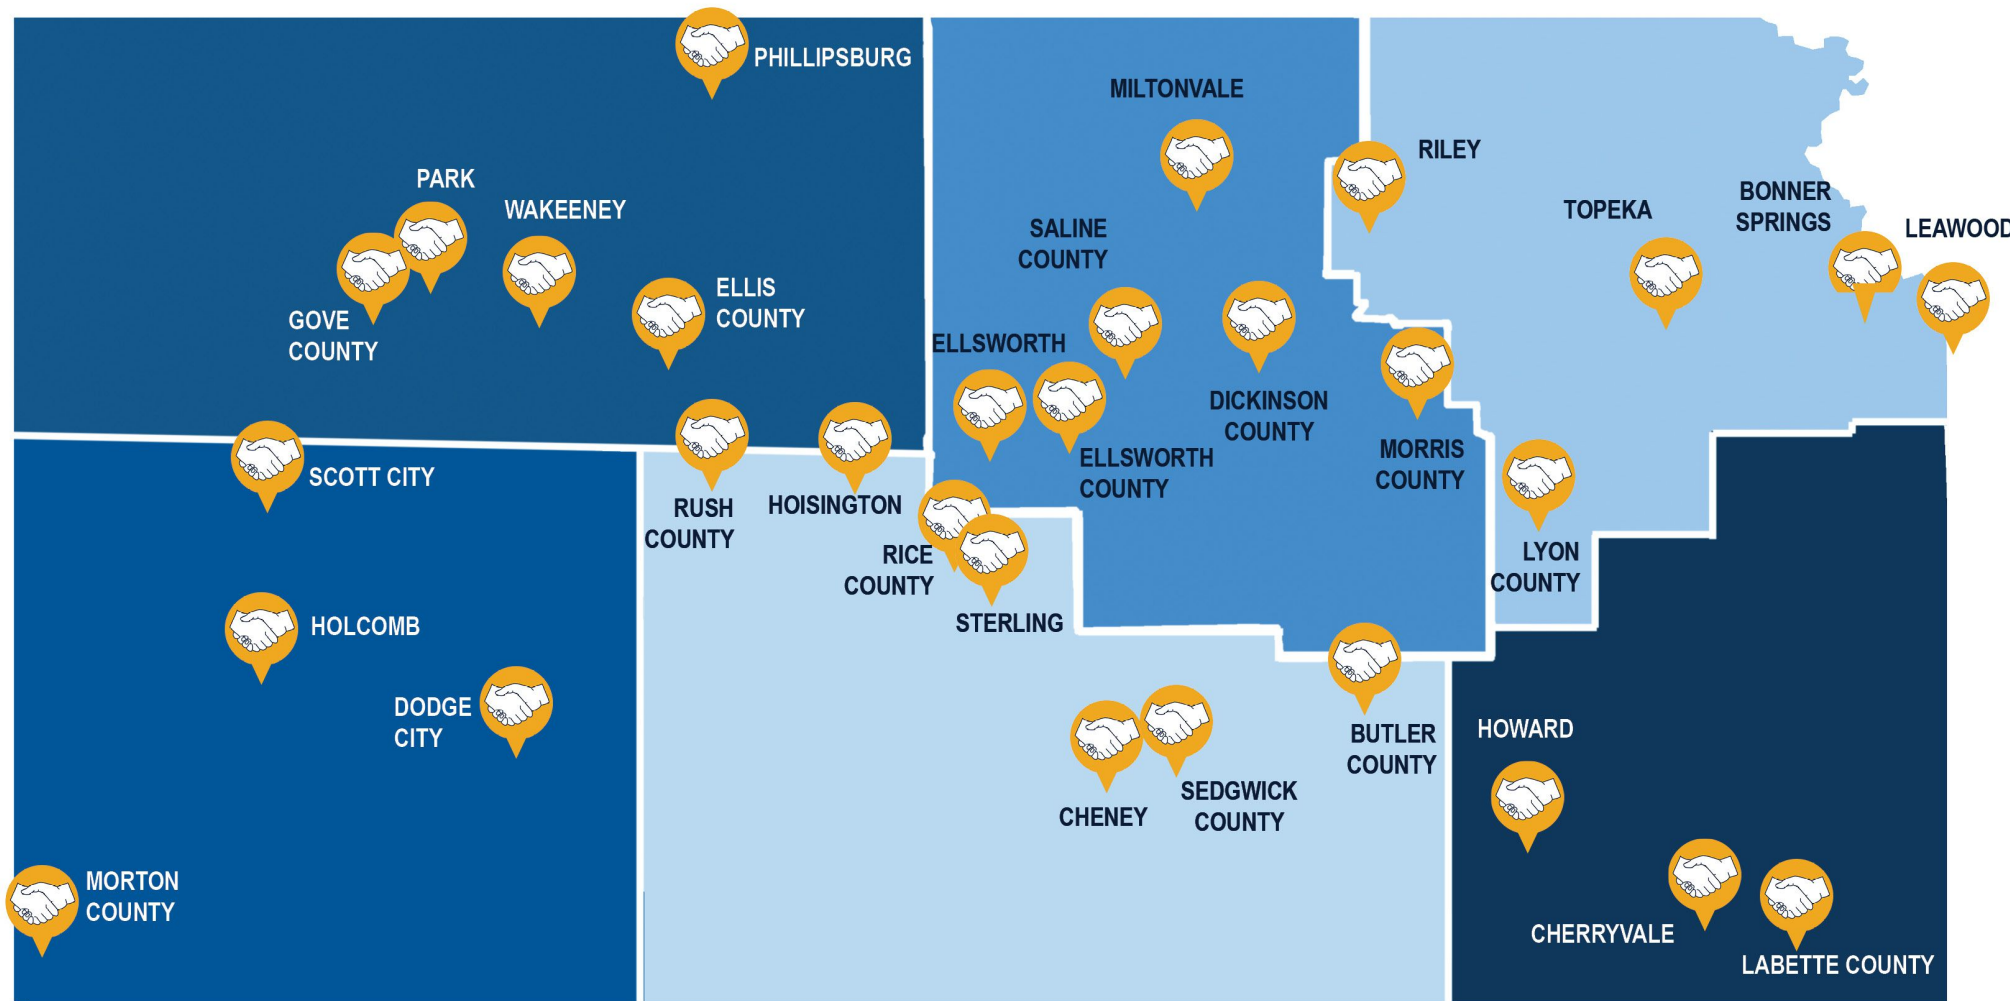 PHILLIPSBURG
MILTONVALE
RILEY
PARK
WAKEENEY
BONNER
SPRINGS
TOPEKA
LEAWOOD
SALINE
COUNTY
ELLIS
COUNTY
GOVE
COUNTY
ELLSWORTH
DICKINSON
COUNTY
MORRIS
COUNTY
ELLSWORTH
COUNTY
SCOTT CITY
RUSH
COUNTY
HOISINGTON
RICE
COUNTY
LYON
COUNTY
STERLING
HOLCOMB
DODGE
CITY
BUTLER
COUNTY
HOWARD
SEDGWICK
COUNTY
CHENEY
MORTON
COUNTY
CHERRYVALE
LABETTE COUNTY